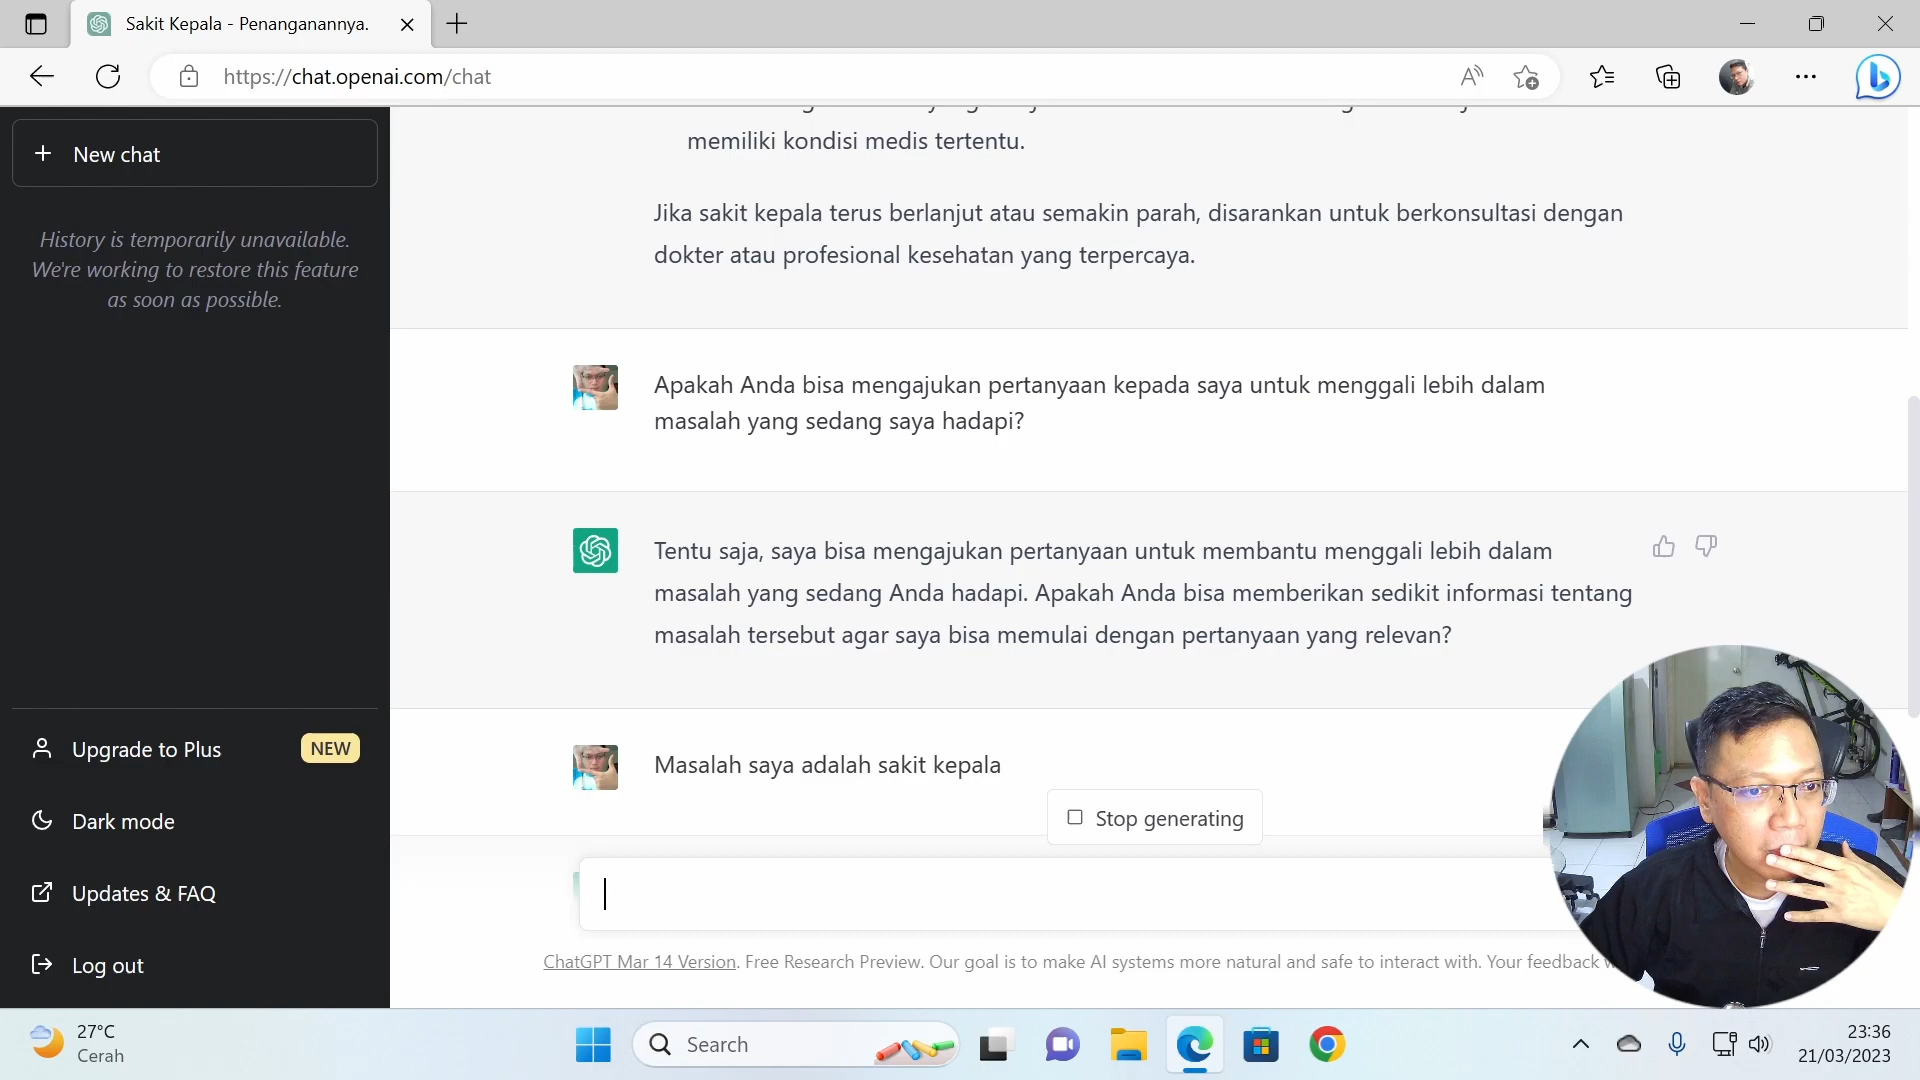 Sakit Kepala - Penanganannya.
https://chat.openai.com/chat
New chat
History is temporarily unavailable.
We're working to restore this feature
as soon as possible.
Upgrade to Plus
NEW
Dark mode
Updates & FAQ
Log out
memiliki kondisi medis tertentu.
Jika sakit kepala terus berlanjut atau semakin parah, disarankan untuk berkonsultasi dengan
dokter atau profesional kesehatan yang terpercaya.
Apakah Anda bisa mengajukan pertanyaan kepada saya untuk menggali lebih dalam
masalah yang sedang saya hadapi?
Tentu saja, saya bisa mengajukan pertanyaan untuk membantu menggali lebih dalam
masalah yang sedang Anda hadapi. Apakah Anda bisa memberikan sedikit informasi tentang
masalah tersebut agar saya bisa memulai dengan pertanyaan yang relevan?
Masalah saya adalah sakit kepala
Stop generating
ChatGPT Mar 14 Version. Free Research Preview. Our goal is to make AI systems more natural and safe to interact with. Your feedback
27°C
Cerah
Search
23:36
21/03/2023